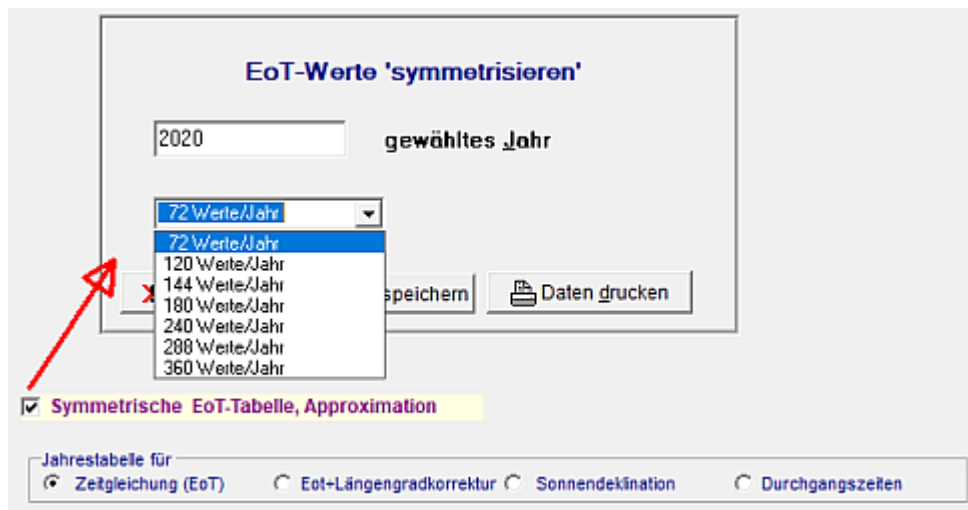 EoT-Werte 'symmetrisieren'
2020
gewähltes Jahr
72 Werte/Jahr
72 Werte/Jahr
120 Werte/Jahr
144 Werte/Jahr
180 Werte/Jahr
240 Werte/Jahr
288 Werte/Jahr
360 Werte/Jahr
speichern
Daten drucken
Symmetrische EoT-Tabelle, Approximation
Jahrestabelle für
Zeitgleichung (EoT)
Eot+Längengradkorrektur
Sonnendeklination
Durchgangszeiten